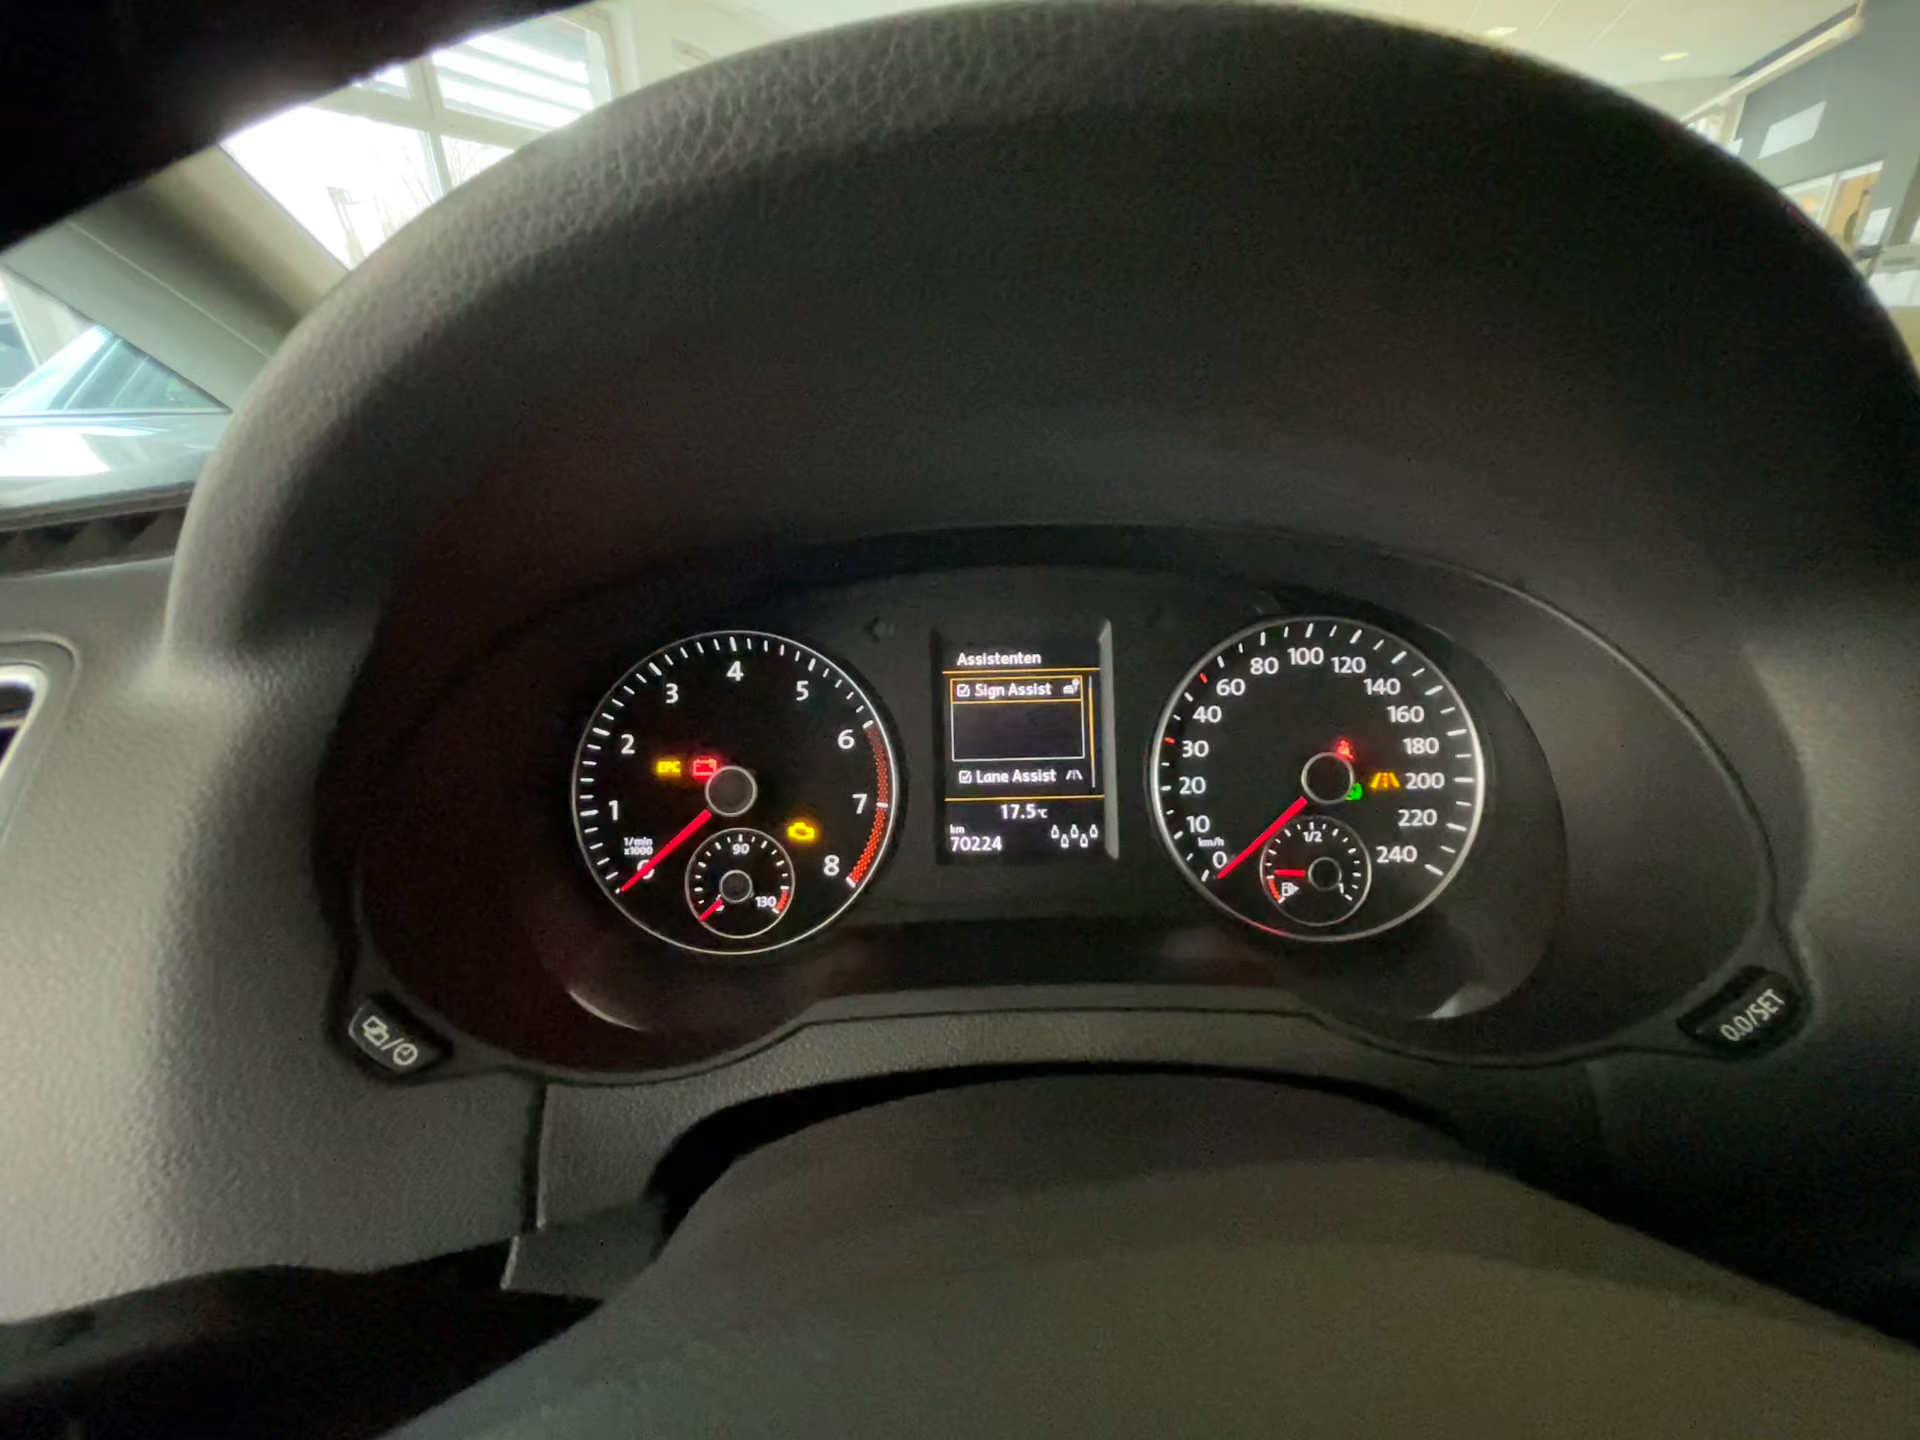 1
2
3
4
5
6
7
8
1/min
x1000
EPC
90
130
Assistenten
Sign Assist
Lane Assist
17.5°C
km
70224
0
10
20
30
40
60
80
100
120
140
160
180
200
220
240
km/h
1/2
1
0.0/SET